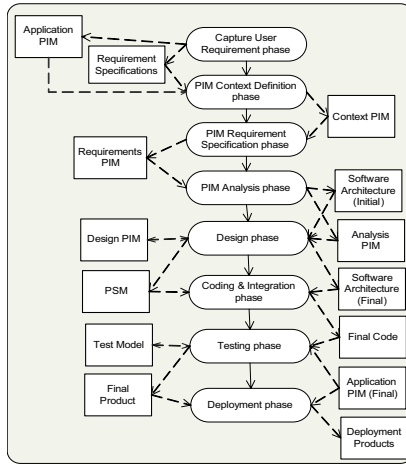 Application
PIM
Capture User
Requirement phase
Requirement
Specifications
PIM Context Definition
phase
Context PIM
PIM Requirement
Specification phase
Requirements
PIM
PIM Analysis phase
Software
Architecture
(Initial)
Design PIM
Design phase
Analysis
PIM
PSM
Coding & Integration
phase
Software
Architecture
(Final)
Test Model
Testing phase
Final Code
Final
Product
Deployment phase
Application
PIM (Final)
Deployment
Products